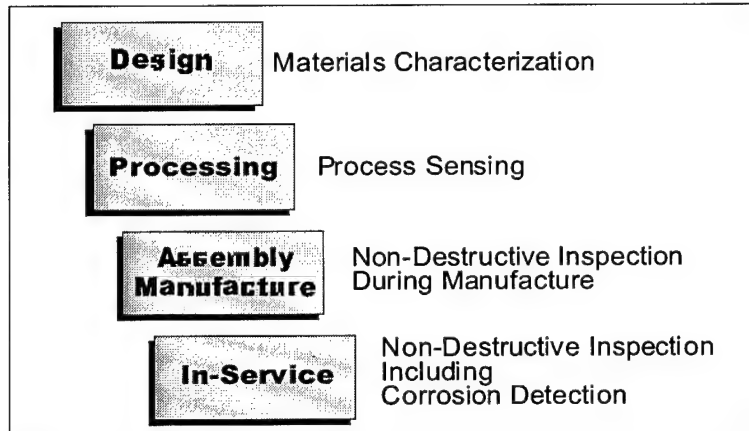 Design
Materials Characterization
Processing
Process Sensing
Assembly
Manufacture
Non-Destructive Inspection
During Manufacture
In-Service
Non-Destructive Inspection
Including
Corrosion Detection